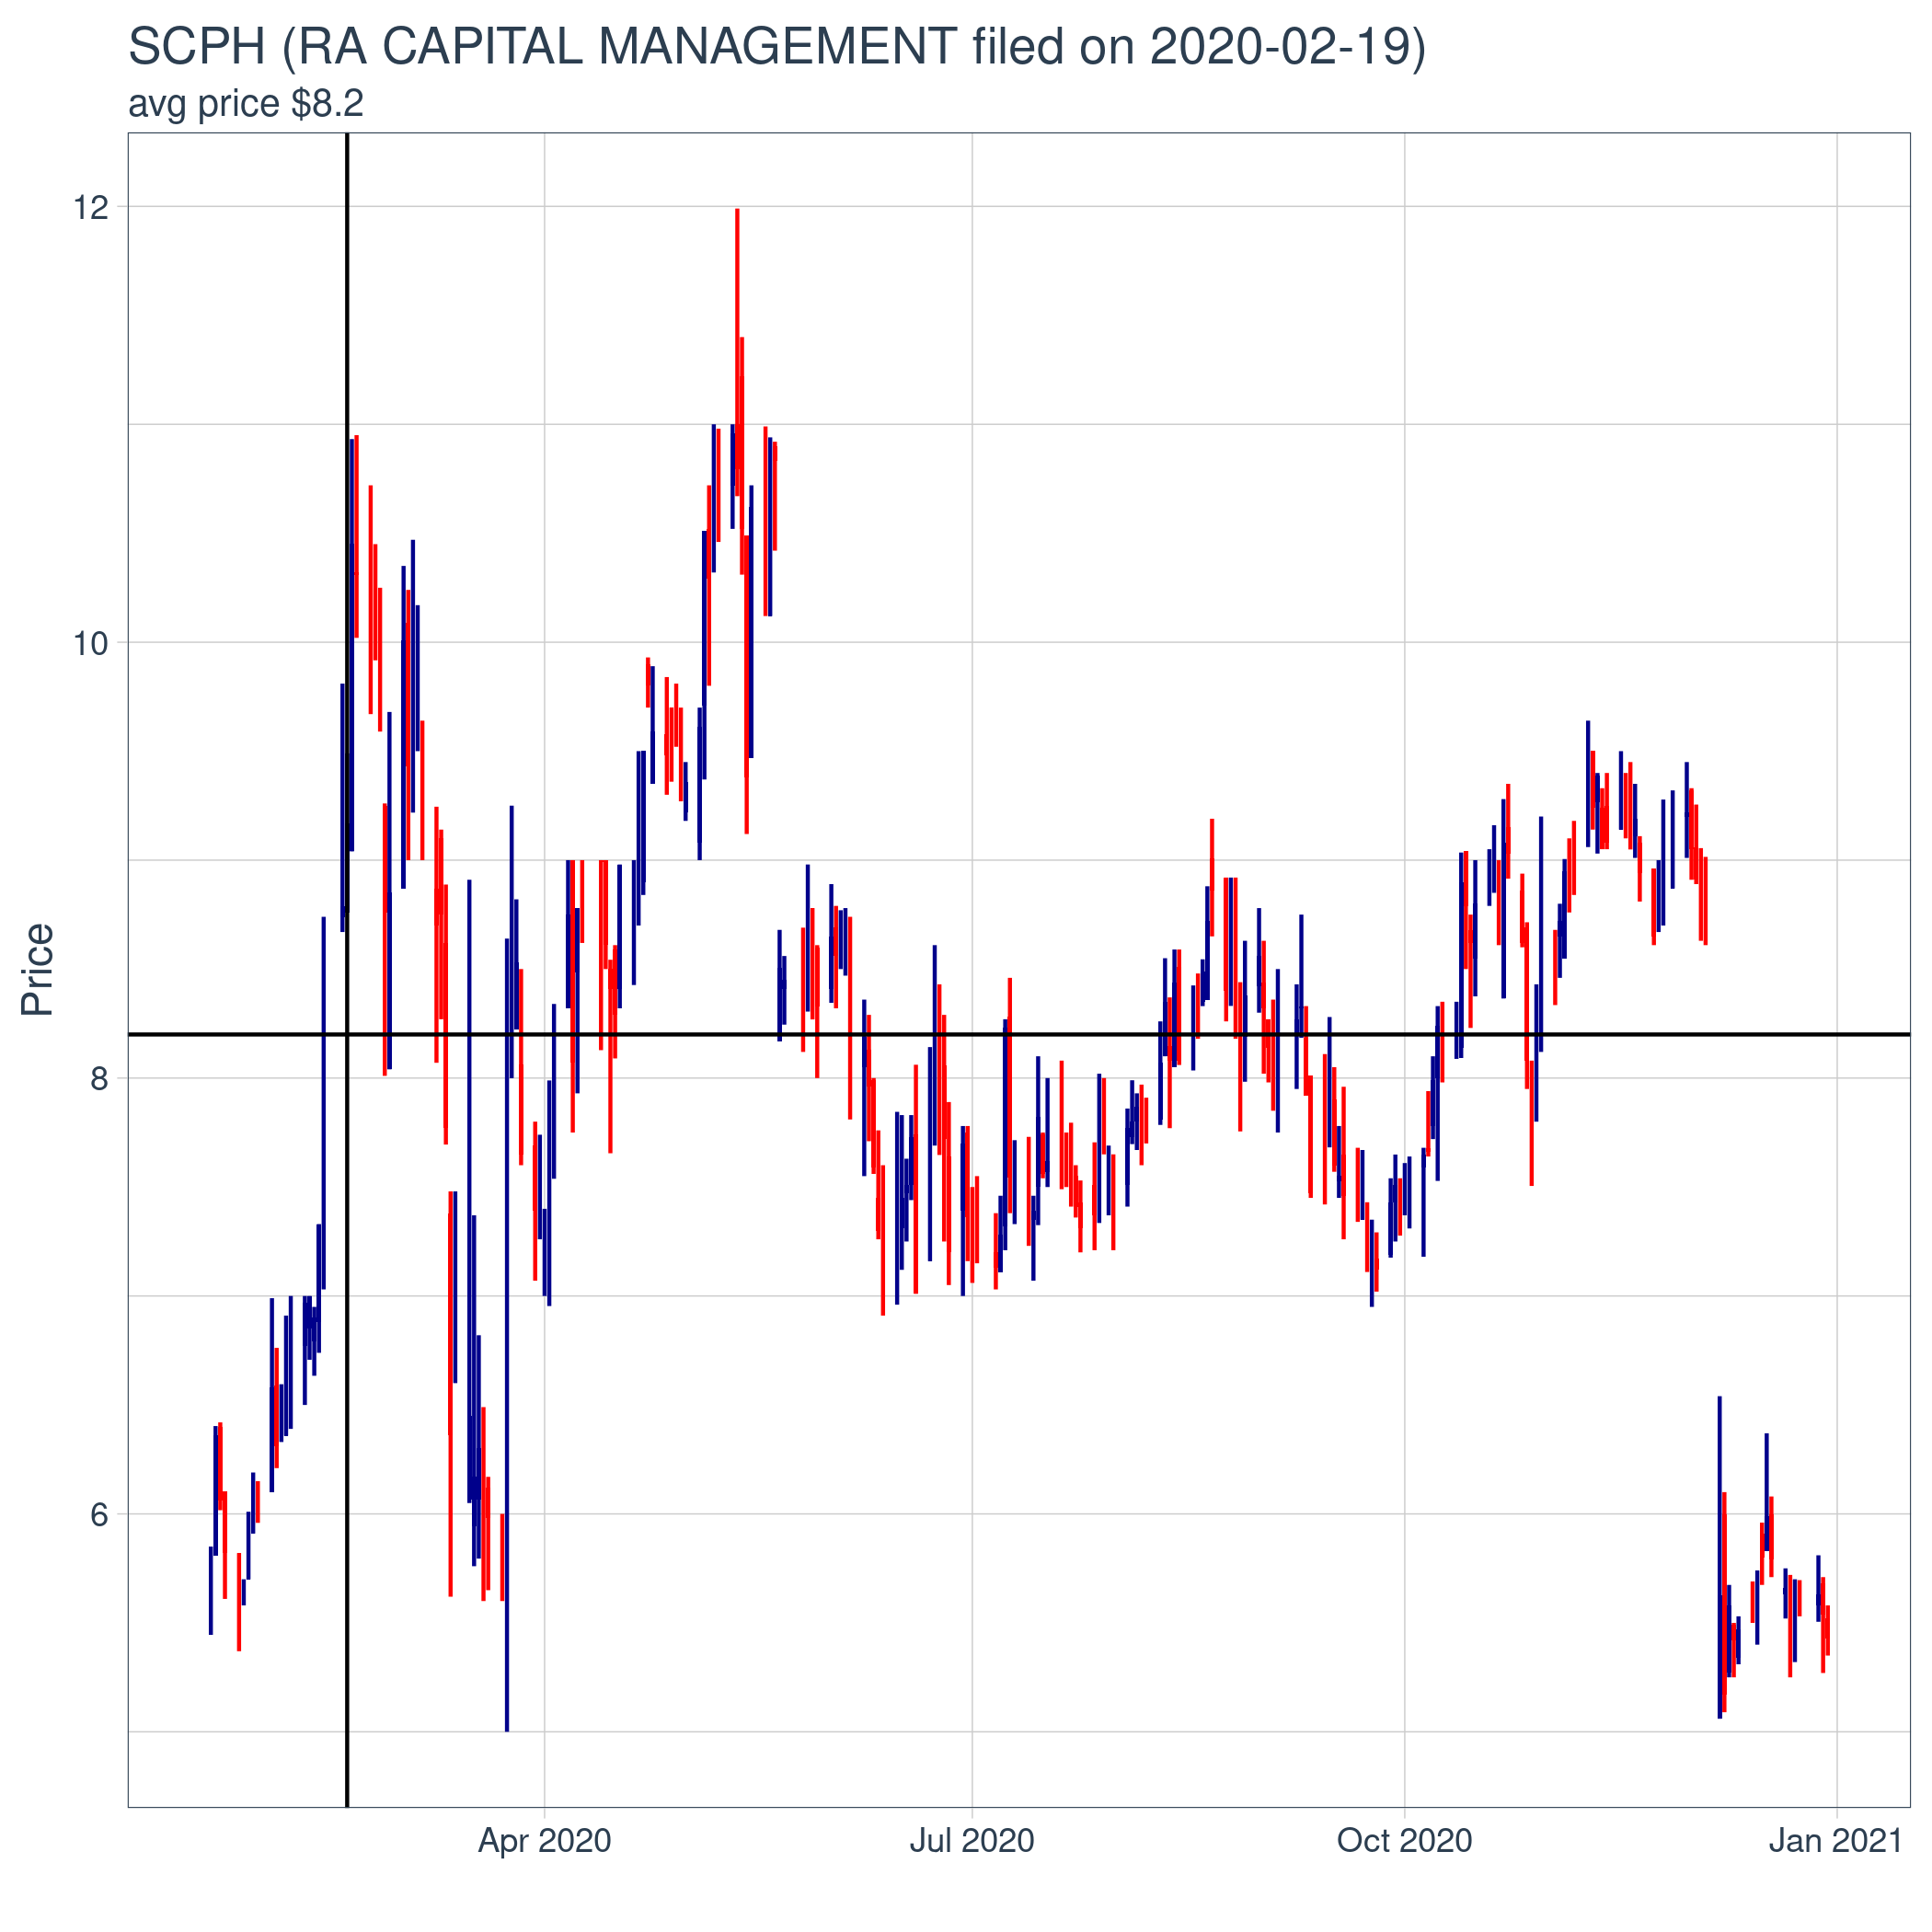 SCPH (RA CAPITAL MANAGEMENT filed on 2020-02-19)
avg price $8.2
12
10
8
6
Price
Apr 2020
Jul 2020
Oct 2020
Jan 2021